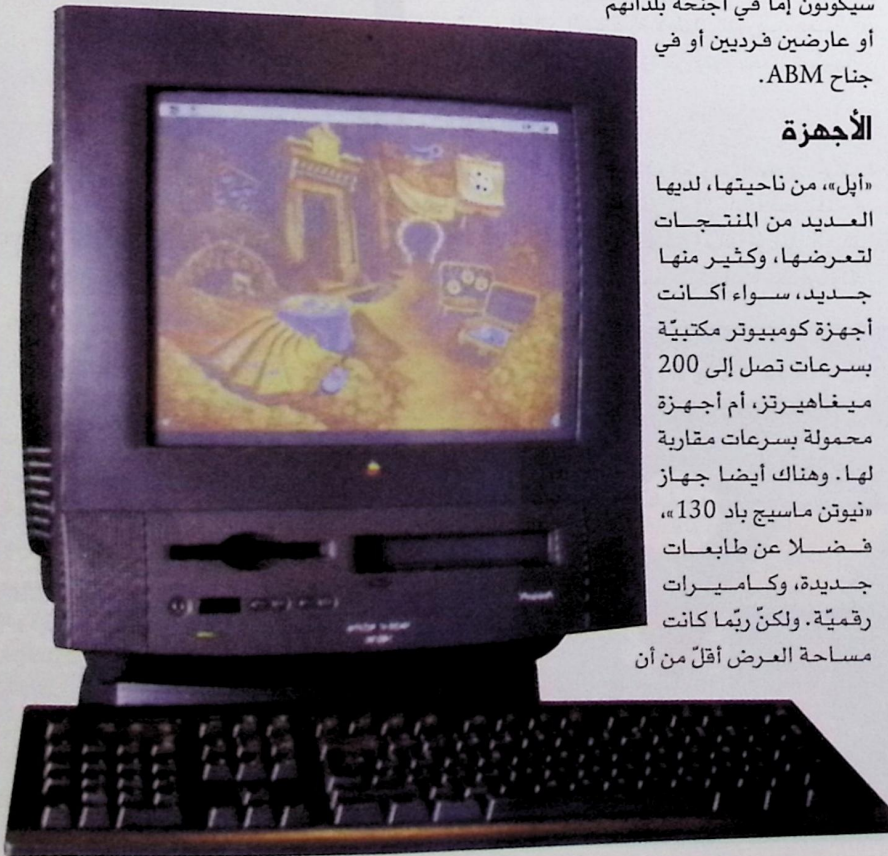 سيكونون إما في أجنحة بلدانهم
أو عارضين فرديين أو في
جناح ABM.
الأجهزة
«أپل»، من ناحيتها، لديها
العديد من المنتجات
لتعرضها، وكثير منها
جديد، سواء أكانت
أجهزة كومبيوتر مكتبيّة
بسرعات تصل إلى 200
ميغاهيرتز، أم أجهزة
محمولة بسرعات مقاربة
لها. وهناك أيضا جهاز
«نيوتن ماسيج باد 130»،
فضلا عن طابعات
جديدة، وكاميرات
رقميّة. ولكنّ ربّما كانت
مساحة العرض أقلّ من أن